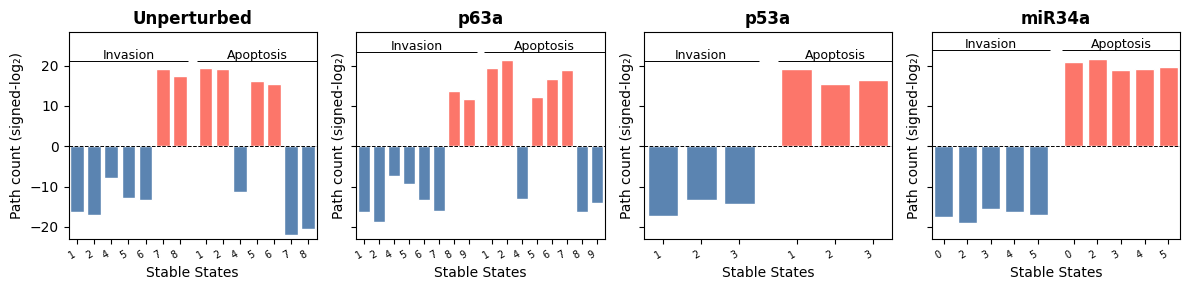 Unperturbed
p63a
p53a
miR34a
Invasion Apoptosis
Invasion Apoptosis
Invasion Apoptosis
Invasion Apoptosis
Path count (signed-log₂)
20
10
0
−10
−20
1 2 4 5 6 7 8 1 2 4 5 6 7 8
Stable States
Path count (signed-log₂)
1 2 4 5 6 7 8 9 1 2 4 5 6 7 8 9
Stable States
Path count (signed-log₂)
1 2 3 1 2 3
Stable States
Path count (signed-log₂)
0 2 3 4 5 0 2 3 4 5
Stable States